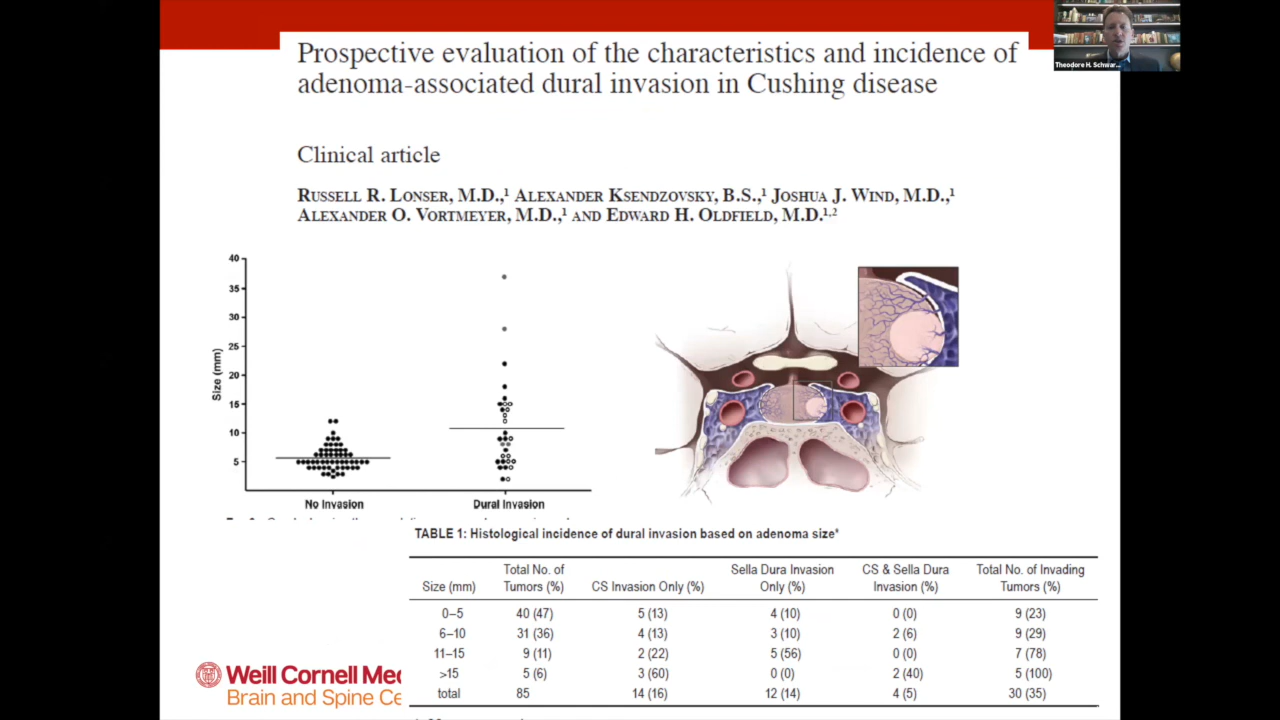 Theodore H. Schwar...
Prospective evaluation of the characteristics and incidence of
adenoma-associated dural invasion in Cushing disease
Clinical article
RUSSELL R. LONSER, M.D.,1 ALEXANDER KSENDZOVSKY, B.S.,1 JOSHUA J. WIND, M.D.,1
ALEXANDER O. VORTMEYER, M.D.,1 AND EDWARD H. OLDFIELD, M.D.1,2
Size (mm)
40
35
30
25
20
15
10
5
No Invasion Dural Invasion
TABLE 1: Histological incidence of dural invasion based on adenoma size*
Size (mm) Total No. of Tumors (%) CS Invasion Only (%) Sella Dura Invasion Only (%) CS & Sella Dura Invasion (%) Total No. of Invading Tumors (%)
0–5 40 (47) 5 (13) 4 (10) 0 (0) 9 (23)
6–10 31 (36) 4 (13) 3 (10) 2 (6) 9 (29)
11–15 9 (11) 2 (22) 5 (56) 0 (0) 7 (78)
>15 5 (6) 3 (60) 0 (0) 2 (40) 5 (100)
total 85 14 (16) 12 (14) 4 (5) 30 (35)
Weill Cornell Med
Brain and Spine Ce